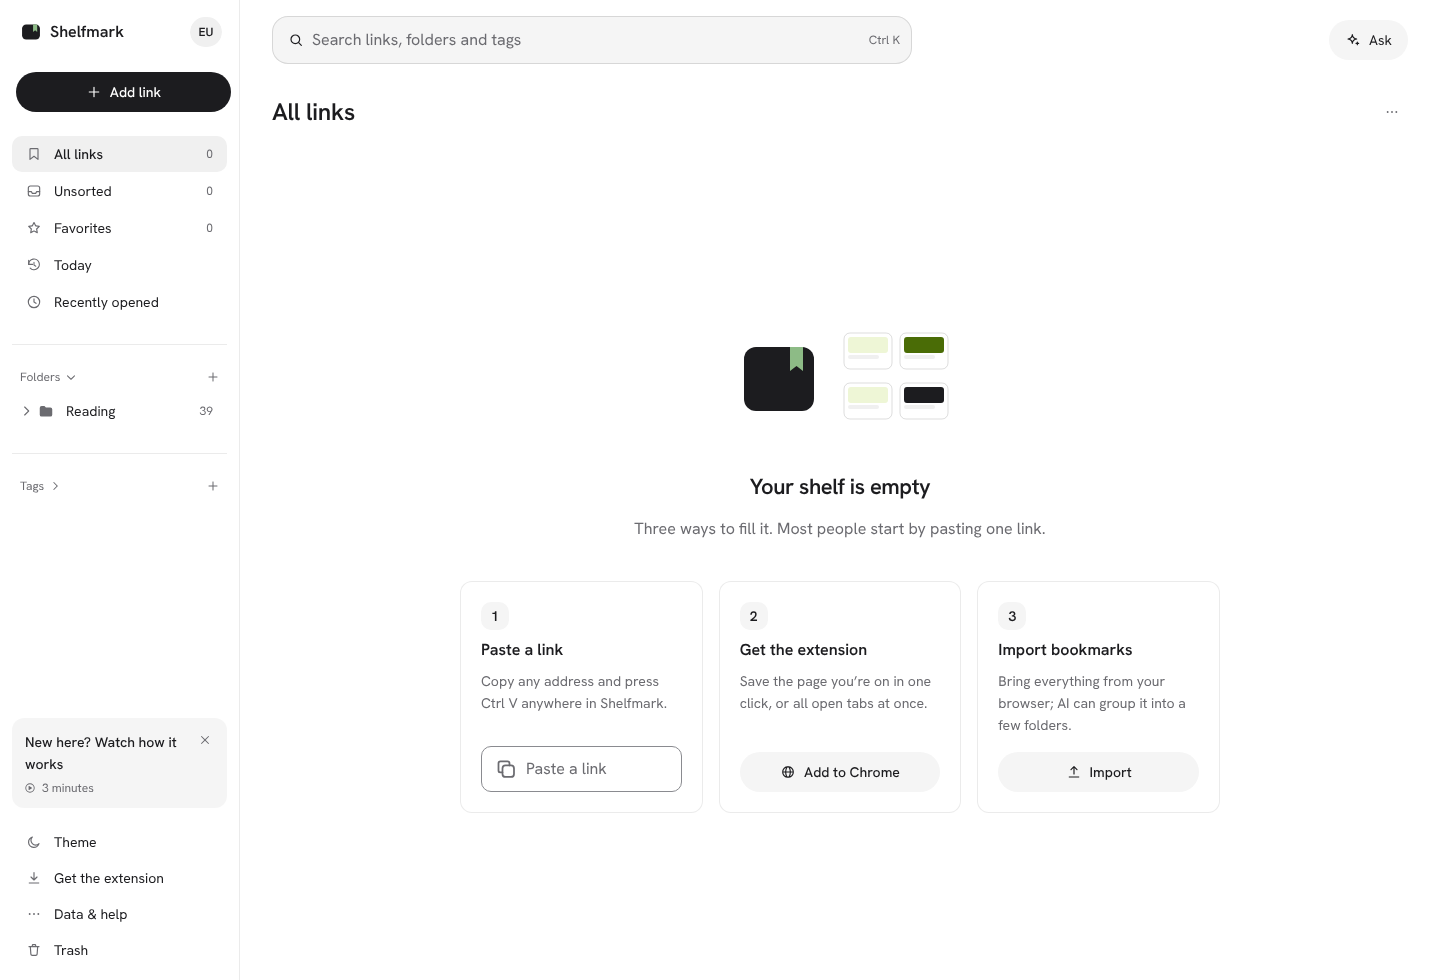 Shelfmark
EU
Add link
All links 0
Unsorted 0
Favorites 0
Today
Recently opened
Folders
Reading 39
Tags
New here? Watch how it
works
3 minutes
Theme
Get the extension
Data & help
Trash
Search links, folders and tags Ctrl K
Ask
All links
Your shelf is empty
Three ways to fill it. Most people start by pasting one link.
1
Paste a link
Copy any address and press
Ctrl V anywhere in Shelfmark.
Paste a link
2
Get the extension
Save the page you’re on in one
click, or all open tabs at once.
Add to Chrome
3
Import bookmarks
Bring everything from your
browser; AI can group it into a
few folders.
Import